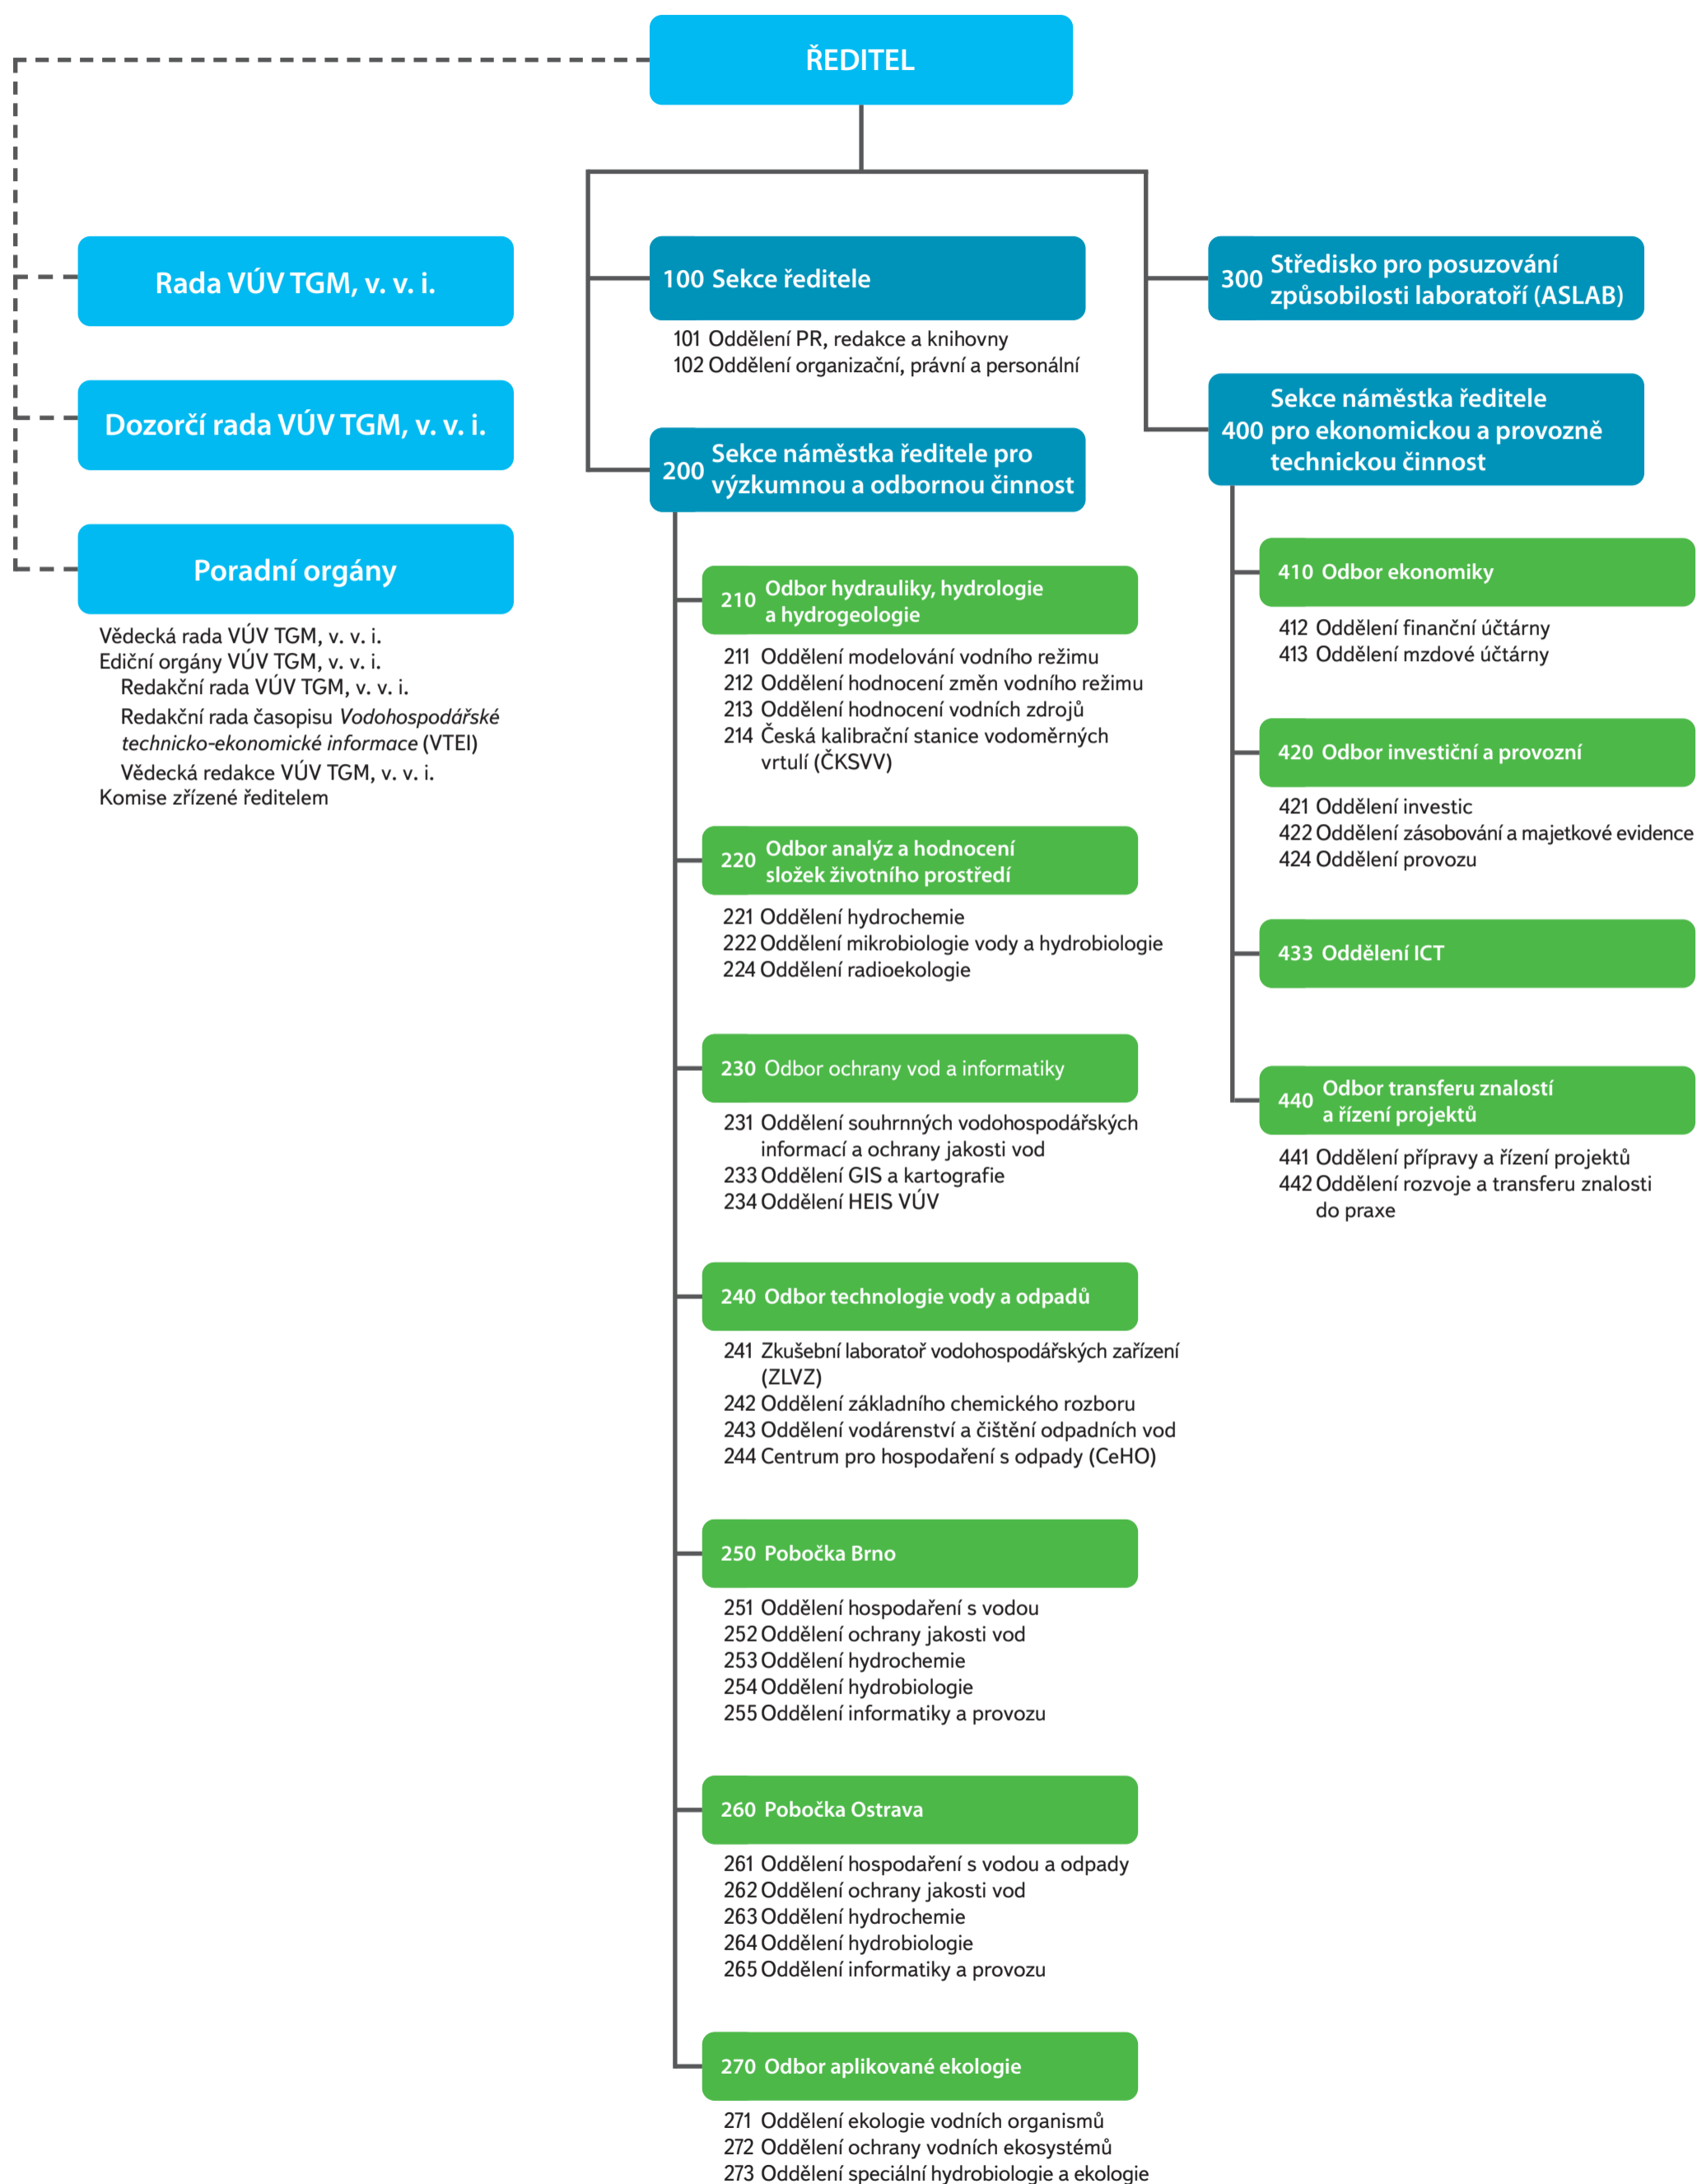 ŘEDITEL
Rada VÚV TGM, v. v. i.
Dozorčí rada VÚV TGM, v. v. i.
Poradní orgány
Vědecká rada VÚV TGM, v. v. i.
Ediční orgány VÚV TGM, v. v. i.
Redakční rada VÚV TGM, v. v. i.
Redakční rada časopisu Vodohospodářské
technicko-ekonomické informace (VTEI)
Vědecká redakce VÚV TGM, v. v. i.
Komise zřízené ředitelem
100 Sekce ředitele
101 Oddělení PR, redakce a knihovny
102 Oddělení organizační, právní a personální
200 Sekce náměstka ředitele pro
výzkumnou a odbornou činnost
210 Odbor hydrauliky, hydrologie
a hydrogeologie
211 Oddělení modelování vodního režimu
212 Oddělení hodnocení změn vodního režimu
213 Oddělení hodnocení vodních zdrojů
214 Česká kalibrační stanice vodoměrných
vrtulí (ČKSVV)
220 Odbor analýz a hodnocení
složek životního prostředí
221 Oddělení hydrochemie
222 Oddělení mikrobiologie vody a hydrobiologie
224 Oddělení radioekologie
230 Odbor ochrany vod a informatiky
231 Oddělení souhrnných vodohospodářských
informací a ochrany jakosti vod
233 Oddělení GIS a kartografie
234 Oddělení HEIS VÚV
240 Odbor technologie vody a odpadů
241 Zkušební laboratoř vodohospodářských zařízení
(ZLVZ)
242 Oddělení základního chemického rozboru
243 Oddělení vodárenství a čištění odpadních vod
244 Centrum pro hospodaření s odpady (CeHO)
250 Pobočka Brno
251 Oddělení hospodaření s vodou
252 Oddělení ochrany jakosti vod
253 Oddělení hydrochemie
254 Oddělení hydrobiologie
255 Oddělení informatiky a provozu
260 Pobočka Ostrava
261 Oddělení hospodaření s vodou a odpady
262 Oddělení ochrany jakosti vod
263 Oddělení hydrochemie
264 Oddělení hydrobiologie
265 Oddělení informatiky a provozu
270 Odbor aplikované ekologie
271 Oddělení ekologie vodních organismů
272 Oddělení ochrany vodních ekosystémů
273 Oddělení speciální hydrobiologie a ekologie
300 Středisko pro posuzování
způsobilosti laboratoří (ASLAB)
Sekce náměstka ředitele
400 pro ekonomickou a provozně
technickou činnost
410 Odbor ekonomiky
412 Oddělení finanční účtárny
413 Oddělení mzdové účtárny
420 Odbor investiční a provozní
421 Oddělení investic
422 Oddělení zásobování a majetkové evidence
424 Oddělení provozu
433 Oddělení ICT
440 Odbor transferu znalostí
a řízení projektů
441 Oddělení přípravy a řízení projektů
442 Oddělení rozvoje a transferu znalosti
do praxe